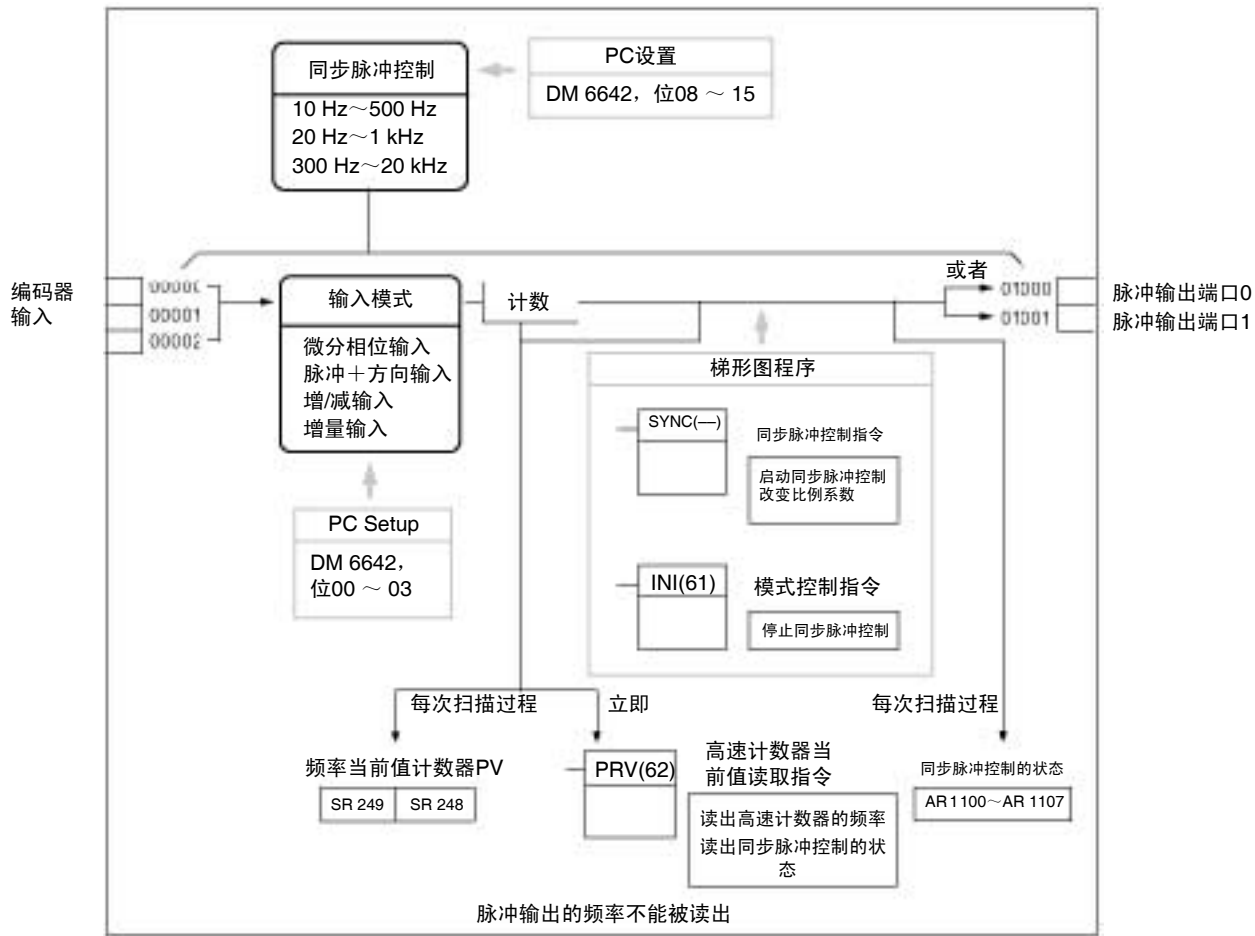 同步脉冲控制
10 Hz～500 Hz
20 Hz～1 kHz
300 Hz～20 kHz
PC设置
DM 6642，位08 ～ 15
编码器
输入
00000
00001
00002
输入模式
微分相位输入
脉冲＋方向输入
增/减输入
增量输入
计数
或者
01000
01001
脉冲输出端口0
脉冲输出端口1
PC Setup
DM 6642，
位00 ～ 03
梯形图程序
SYNC(—)
同步脉冲控制指令
启动同步脉冲控制
改变比例系数
INI(61)
模式控制指令
停止同步脉冲控制
每次扫描过程
立即
每次扫描过程
频率当前值计数器PV
SR 249
SR 248
PRV(62)
高速计数器当
前值读取指令
读出高速计数器的频率
读出同步脉冲控制的状
态
同步脉冲控制的状态
AR1100～AR 1107
脉冲输出的频率不能被读出